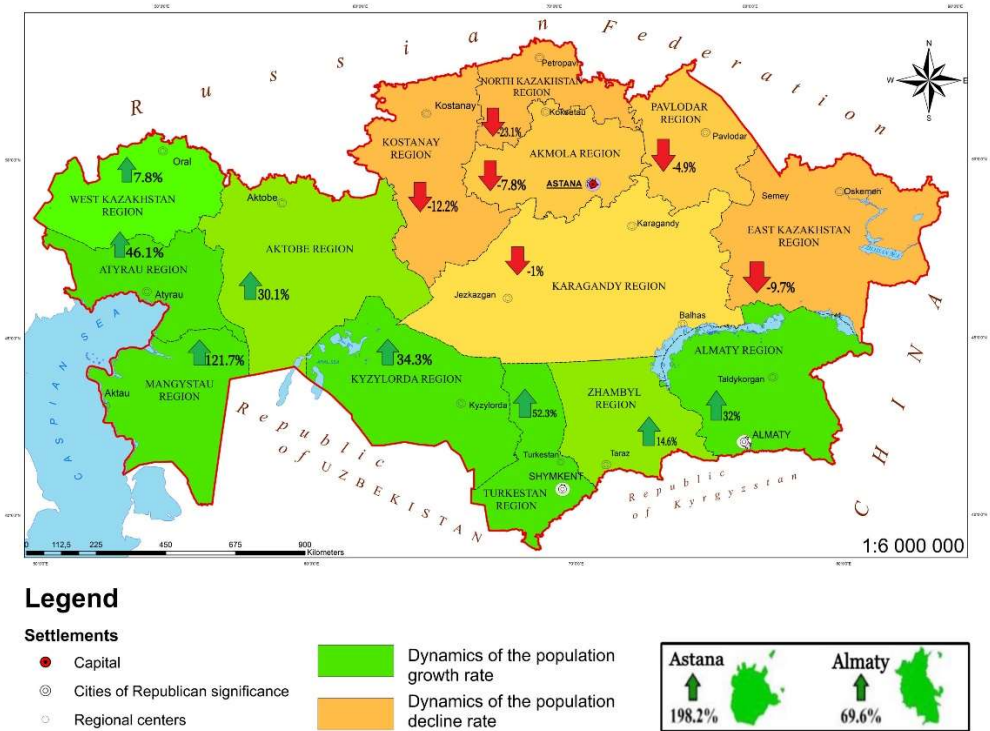 Russian Federation
N
W E
S
Petropavl
NORTH KAZAKHSTAN
REGION
Kostanay
Kokšetau
PAVLODAR
REGION
Pavlodar
KOSTANAY
REGION
-23.1%
AKMOLA REGION
Oral
7.8%
-7.8%
ASTANA
-4.9%
WEST KAZAKHSTAN
REGION
Aktobe
-12.2%
Semey
Oskemen
Karagandy
EAST KAZAKHSTAN
REGION
46.1%
ATYRAU REGION
AKTOBE REGION
-1%
KARAGANDY REGION
-9.7%
Atyrau
30.1%
Jezkazgan
Balhas
CASPIAN SEA
121.7%
MANGYSTAU
REGION
34.3%
KYZYLORDA REGION
ALMATY REGION
Taldykorgan
ZHAMBYL
REGION
Aktau
Kyzylorda
52.3%
32%
14.6%
ALMATY
CHINA
Republic
of UZBEKISTAN
Turkestan
Taraz
SHYMKENT
TURKESTAN
REGION
Republic
of Kyrgyzstan
0 112,5 225 450 675 900
Kilometers
1:6 000 000
Legend
Settlements
Capital
Cities of Republican significance
Regional centers
Dynamics of the population
growth rate
Dynamics of the population
decline rate
Astana
198.2%
Almaty
69.6%